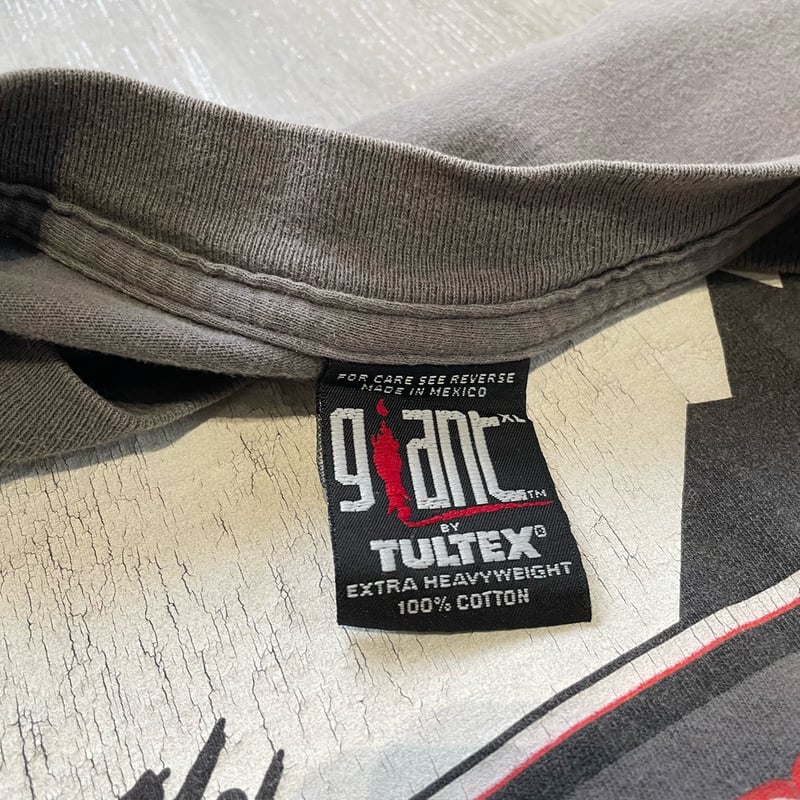 FOR CARE SEE REVERSE
MADE IN MEXICO
giant XL
TM
BY
TULTEX®
EXTRA HEAVYWEIGHT
100% COTTON